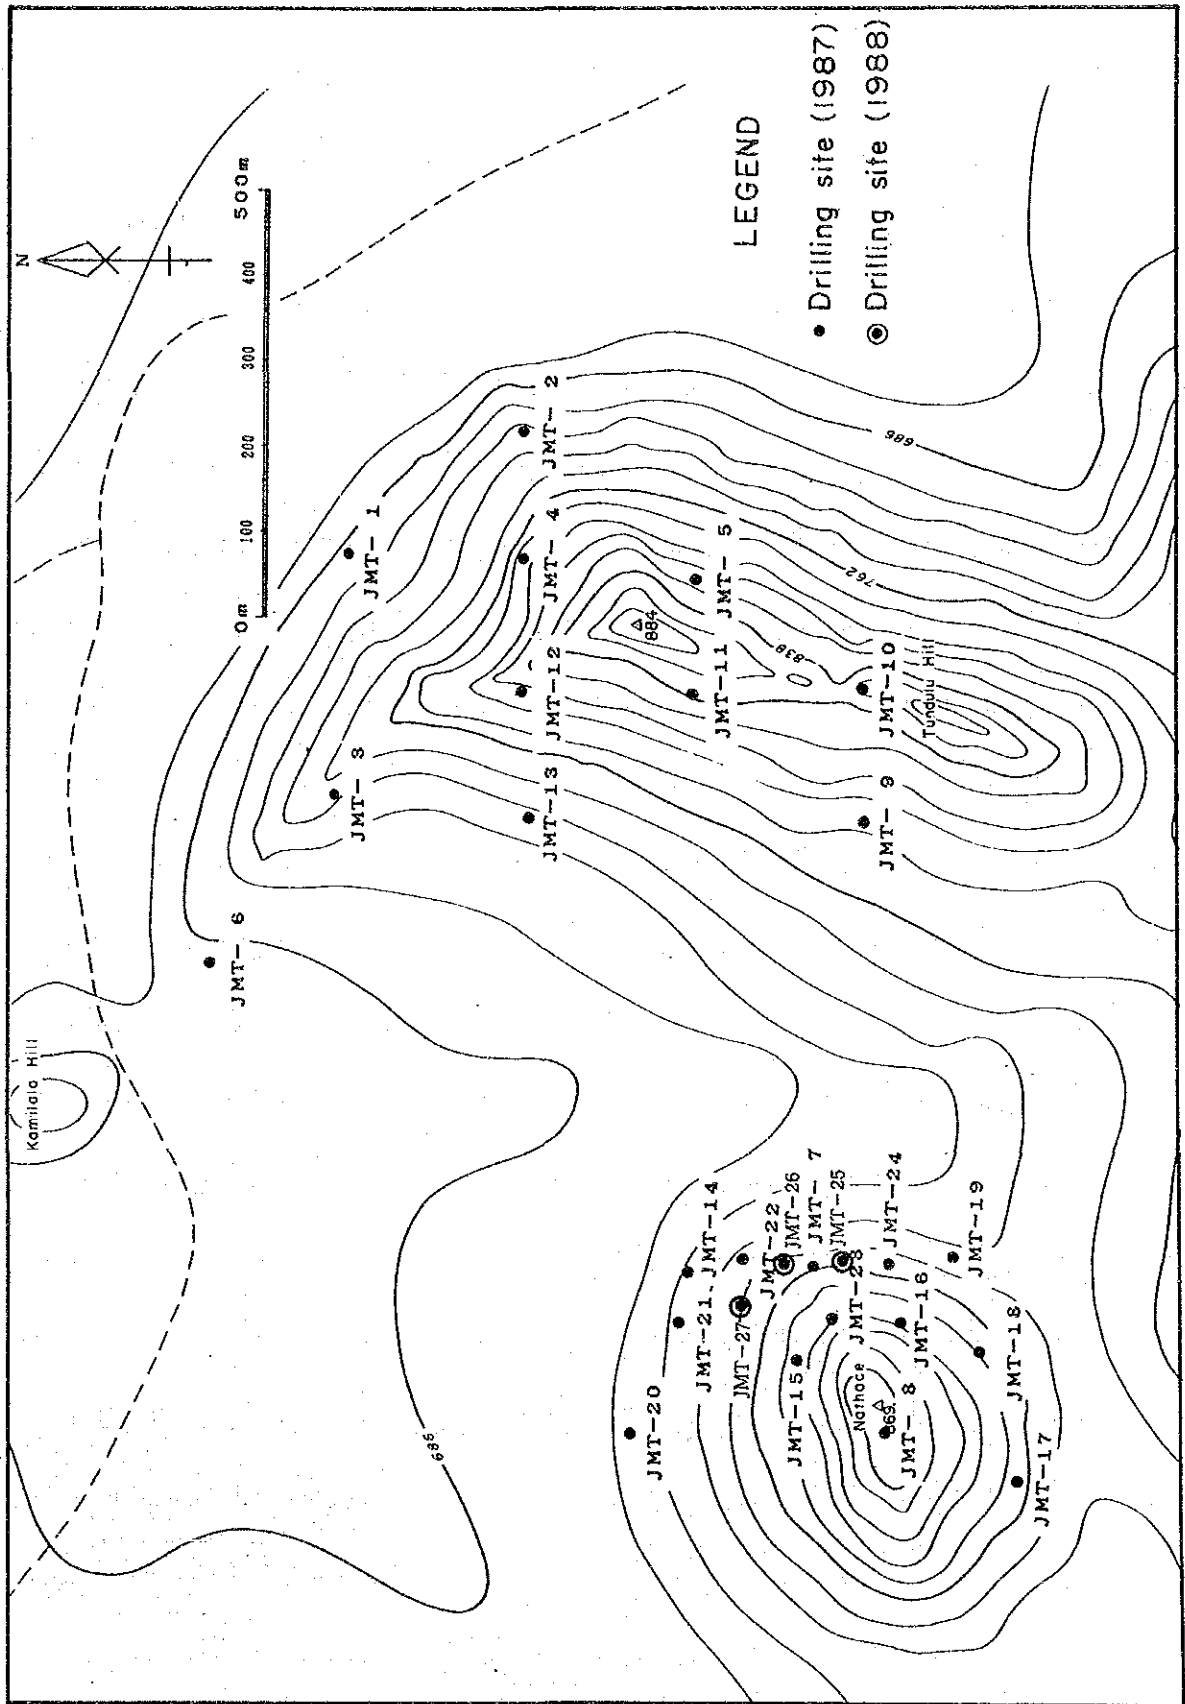 N
0m 100 200 300 400 500m
LEGEND
Drilling site (1987)
Drilling site (1988)
Kamilala Hill
JMT- 6
JMT- 3
JMT- 1
JMT-13
JMT-12
JMT- 4
JMT- 2
884
JMT-11
JMT- 5
686
762
838
JMT- 9
JMT-10
Tundulu Hill
685
JMT-20
JMT-21
JMT-14
JMT-27
JMT-22
JMT-26
JMT- 7
JMT-25
JMT-15
JMT-23
JMT-24
Nathace
869
JMT- 8
JMT-16
JMT-19
JMT-18
JMT-17